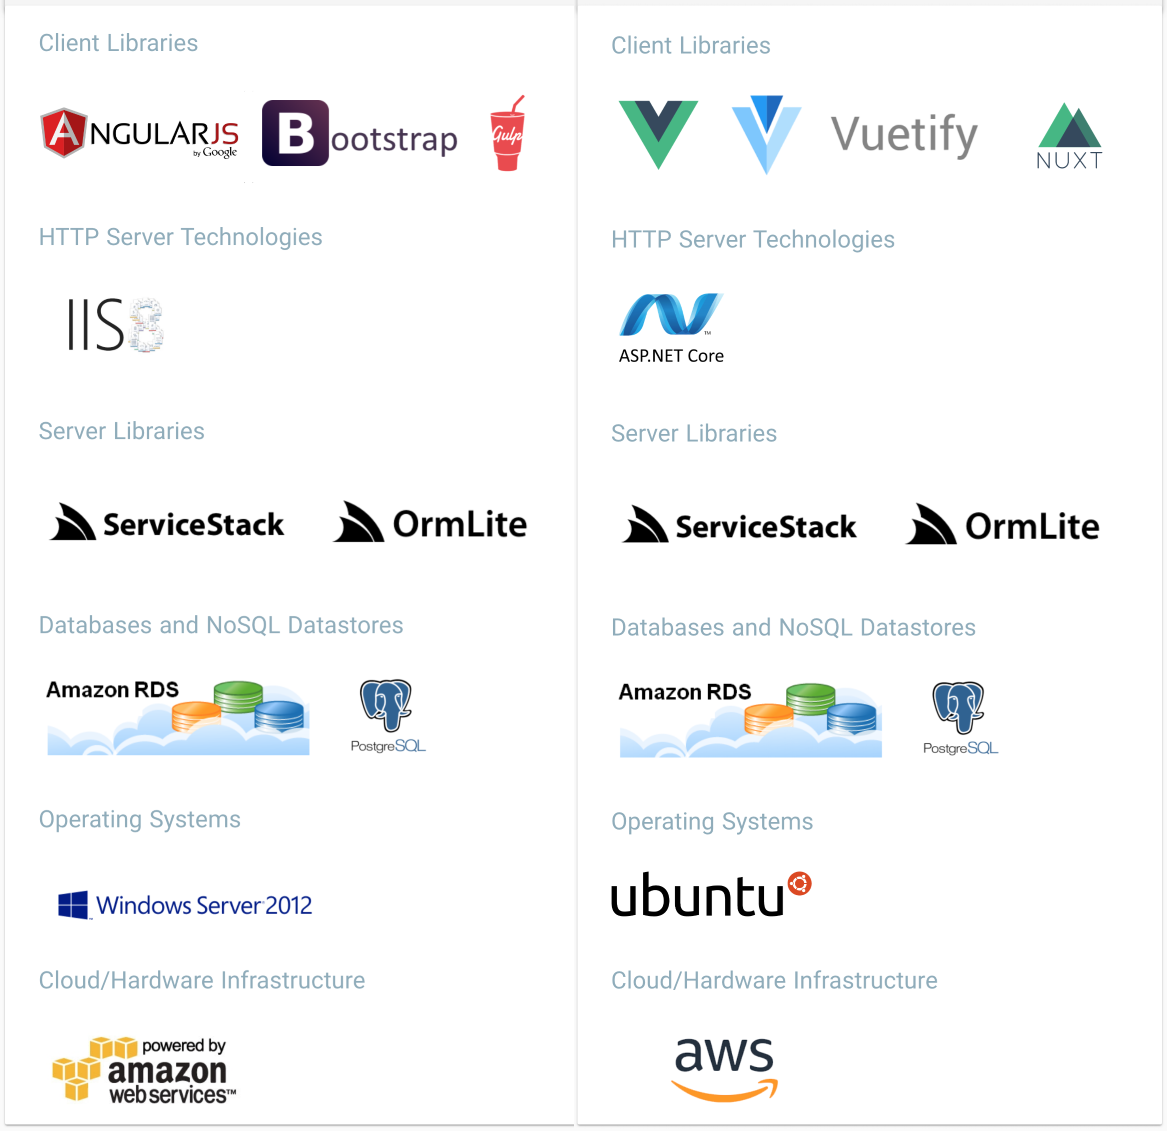 Client Libraries
ANGULARJS
by Google
Bootstrap
Gulp
HTTP Server Technologies
IIS8
Server Libraries
ServiceStack OrmLite
Databases and NoSQL Datastores
Amazon RDS
PostgreSQL
Operating Systems
Windows Server 2012
Cloud/Hardware Infrastructure
powered by
amazon
web services™
Client Libraries
Vuetify
NUXT
HTTP Server Technologies
TM
ASP.NET Core
Server Libraries
ServiceStack OrmLite
Databases and NoSQL Datastores
Amazon RDS
PostgreSQL
Operating Systems
ubuntu
Cloud/Hardware Infrastructure
aws